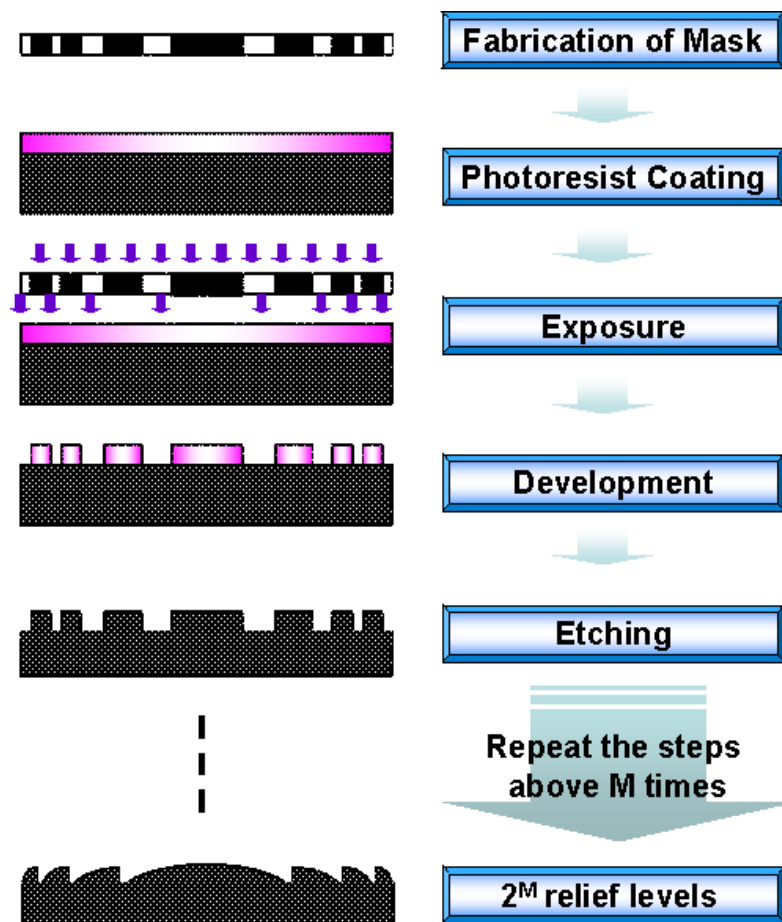 Fabrication of Mask
Photoresist Coating
Exposure
Development
Etching
Repeat the steps
above M times
2ᴹ relief levels